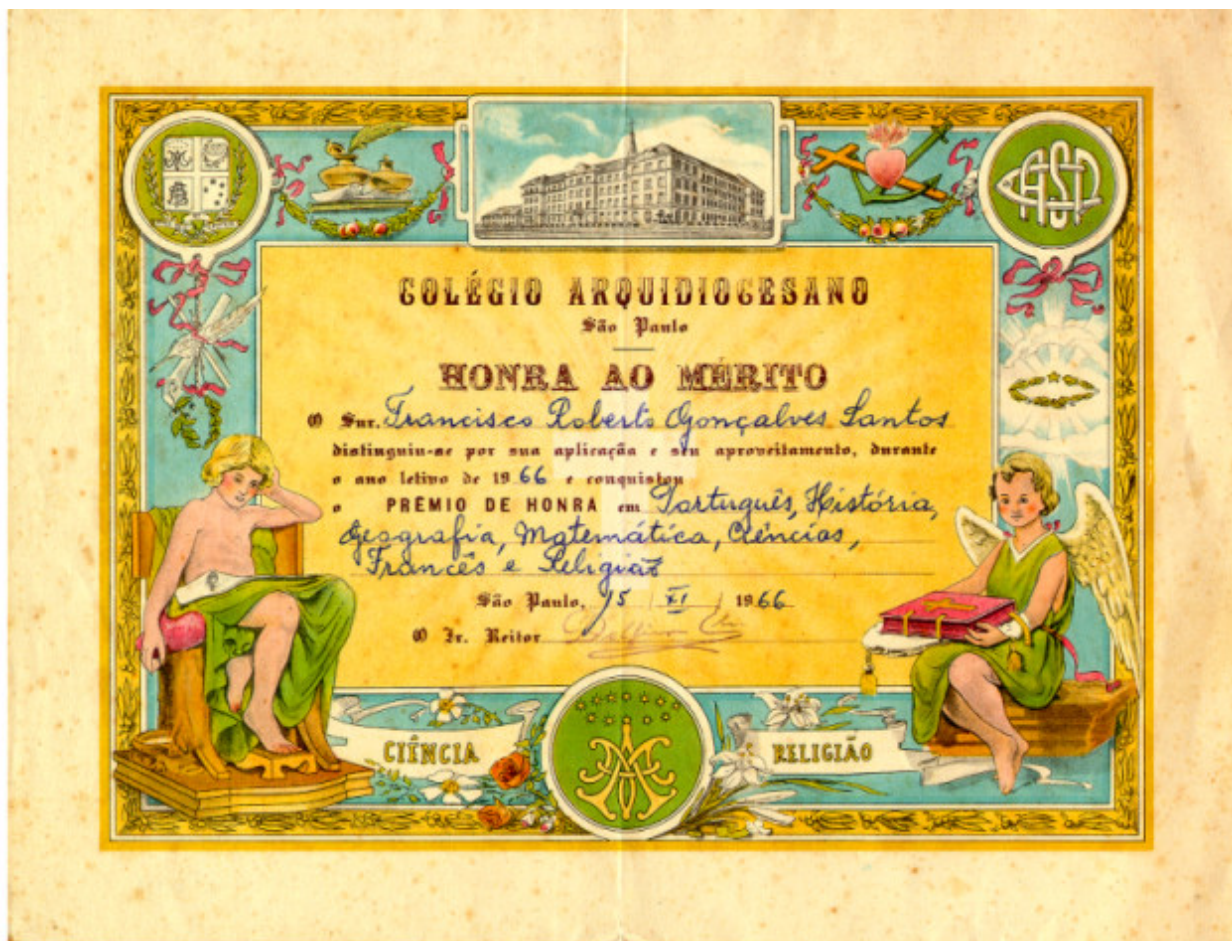 COLÉGIO ARQUIDIOCESANO
São Paulo
HONRA AO MÉRITO
O Snr. Francisco Roberto Gonçalves Santos
distinguiu-se por sua aplicação e seu aproveitamento, durante
o ano letivo de 1966 e conquistou
o PRÊMIO DE HONRA em Português, História,
Geografia, Matemática, Ciências,
Francês e Religião
São Paulo, 15 / XI / 1966
O Ir. Reitor
CIÊNCIA
RELIGIÃO